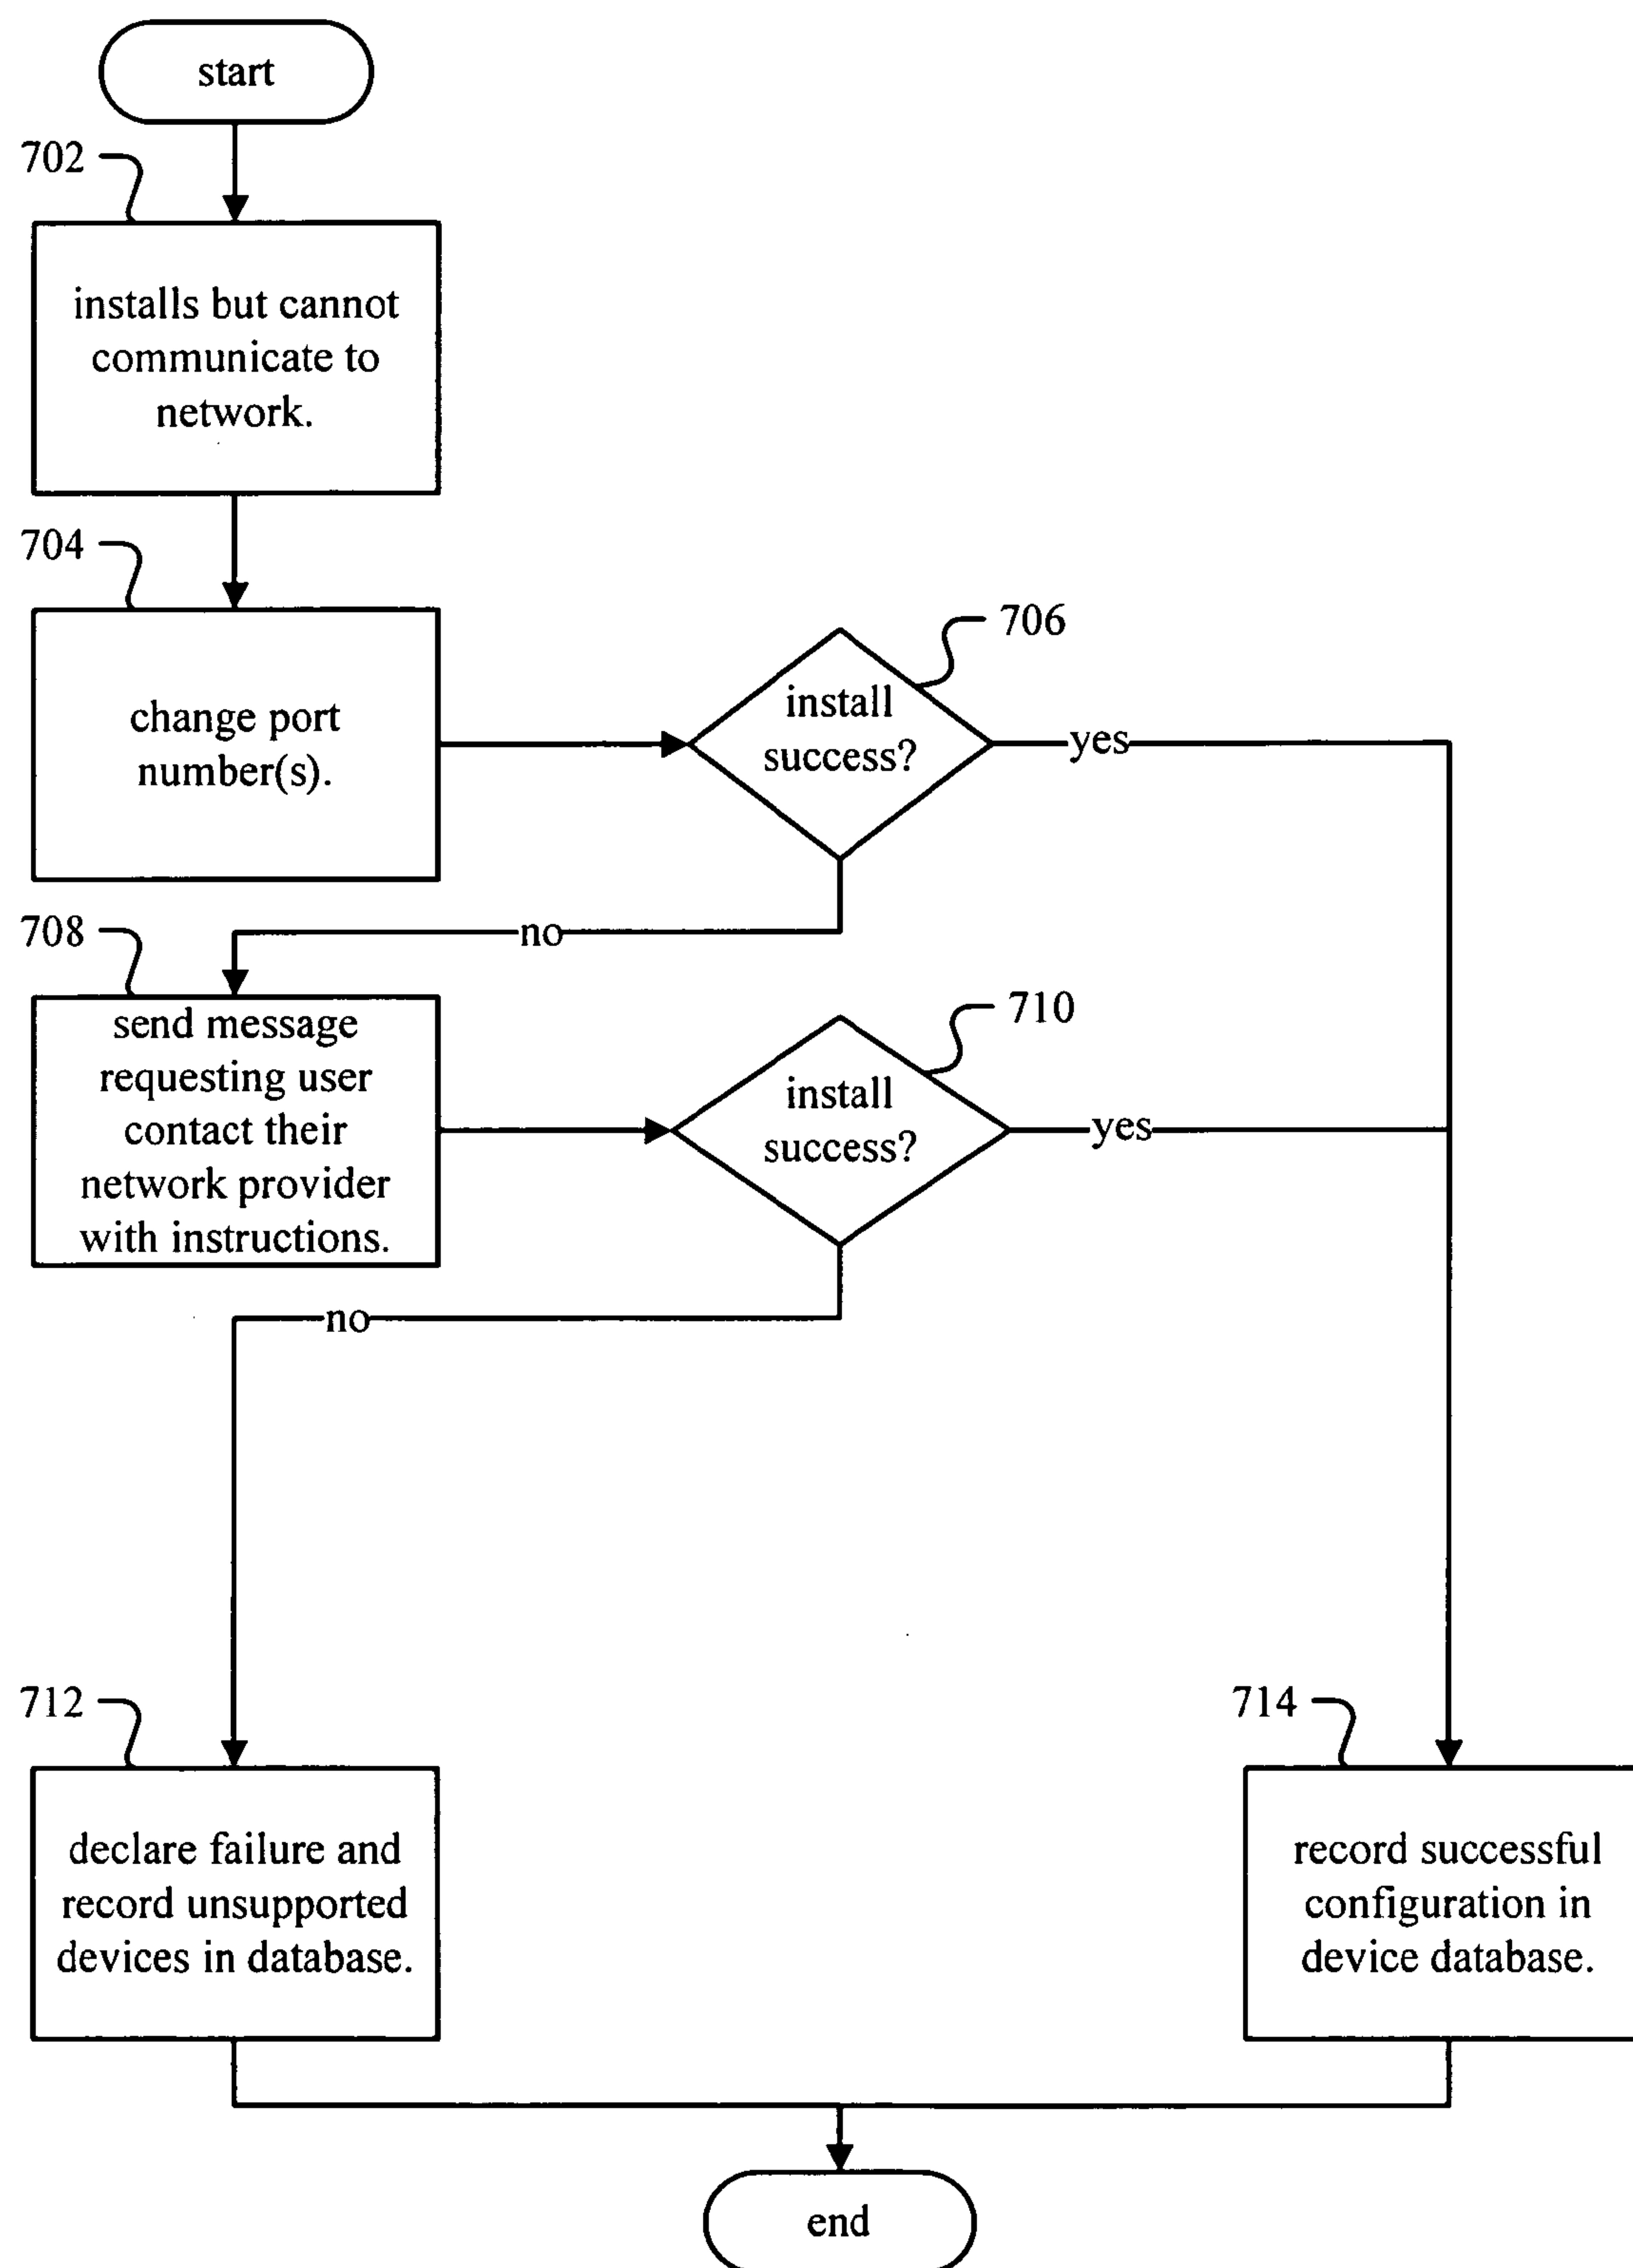 start
702
installs but cannot
communicate to
network.
704
change port
number(s).
706
install
success?
yes
no
708
send message
requesting user
contact their
network provider
with instructions.
710
install
success?
yes
no
712
declare failure and
record unsupported
devices in database.
714
record successful
configuration in
device database.
end